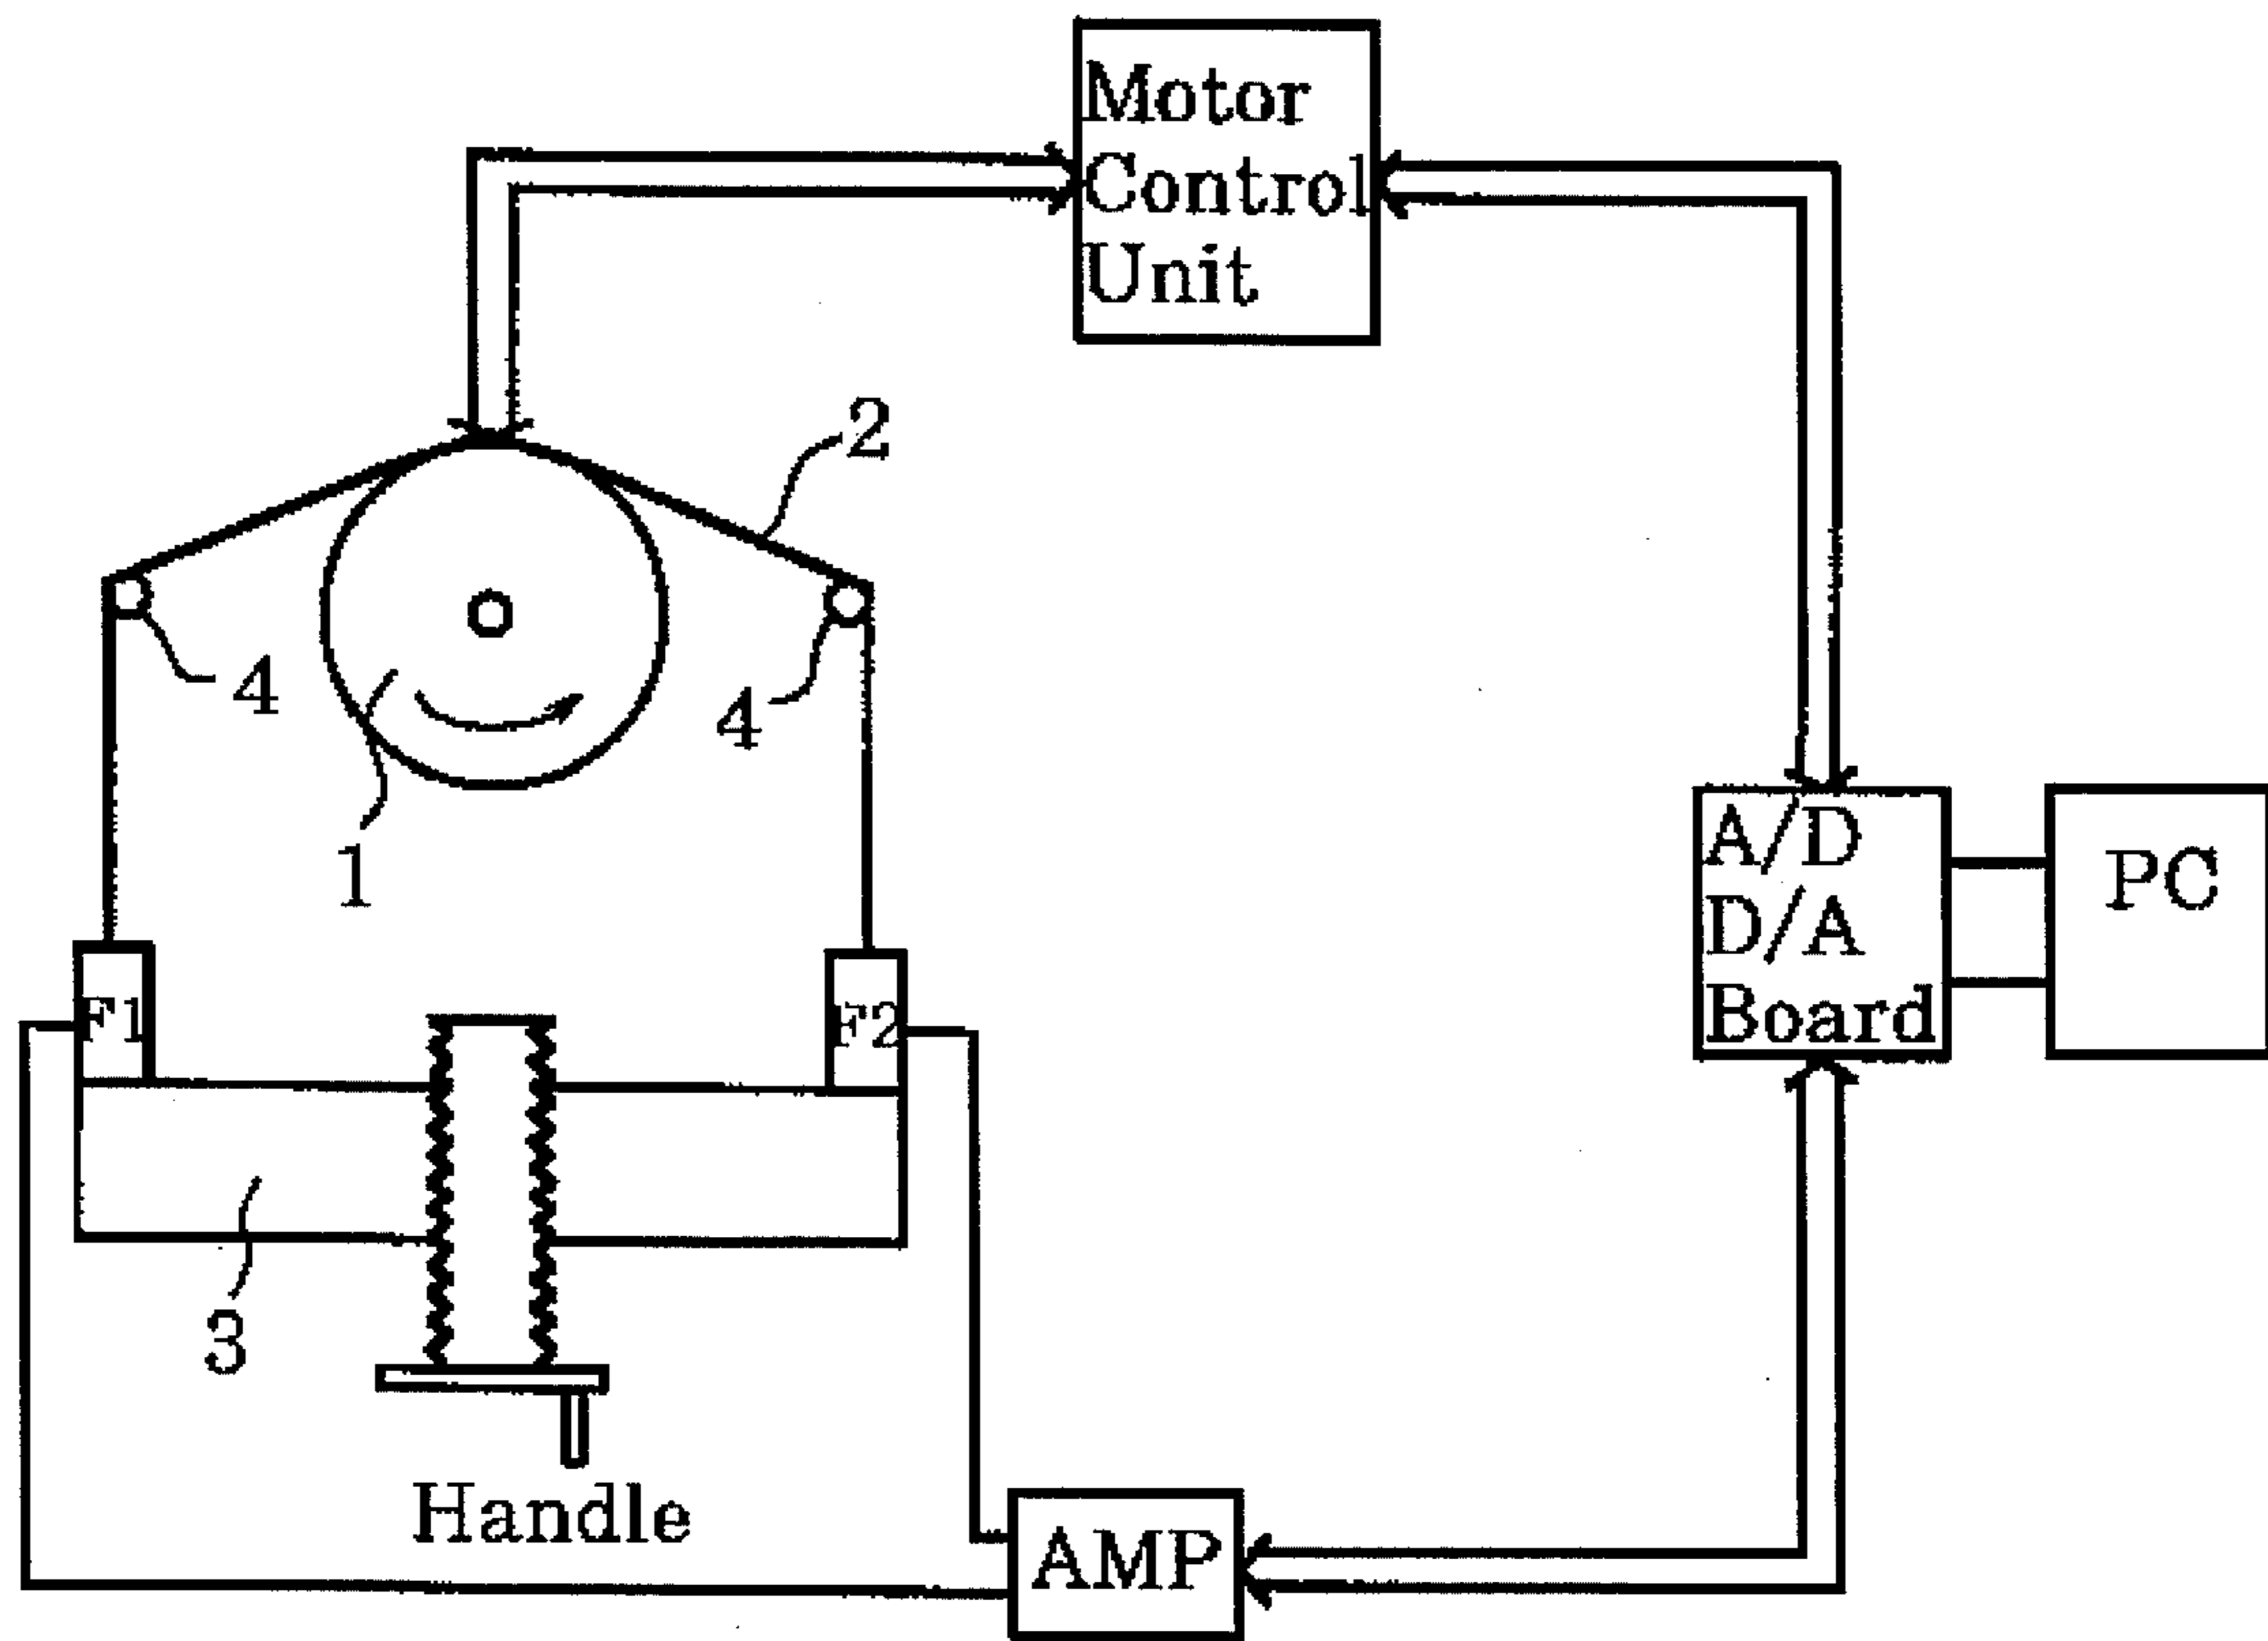 Motor
Control
Unit
2
4
4
1
A/D
D/A
Board
PC
F1
F2
3
Handle
AMP